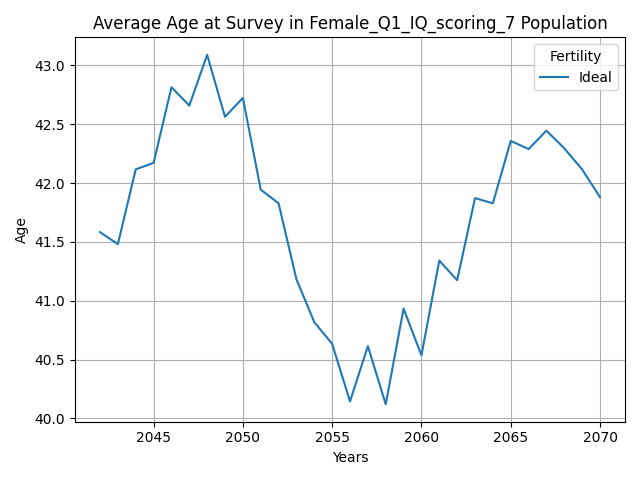 Average Age at Survey in Female_Q1_IQ_scoring_7 Population
Fertility
Ideal
43.0
42.5
42.0
41.5
41.0
40.5
40.0
Age
2045 2050 2055 2060 2065 2070
Years